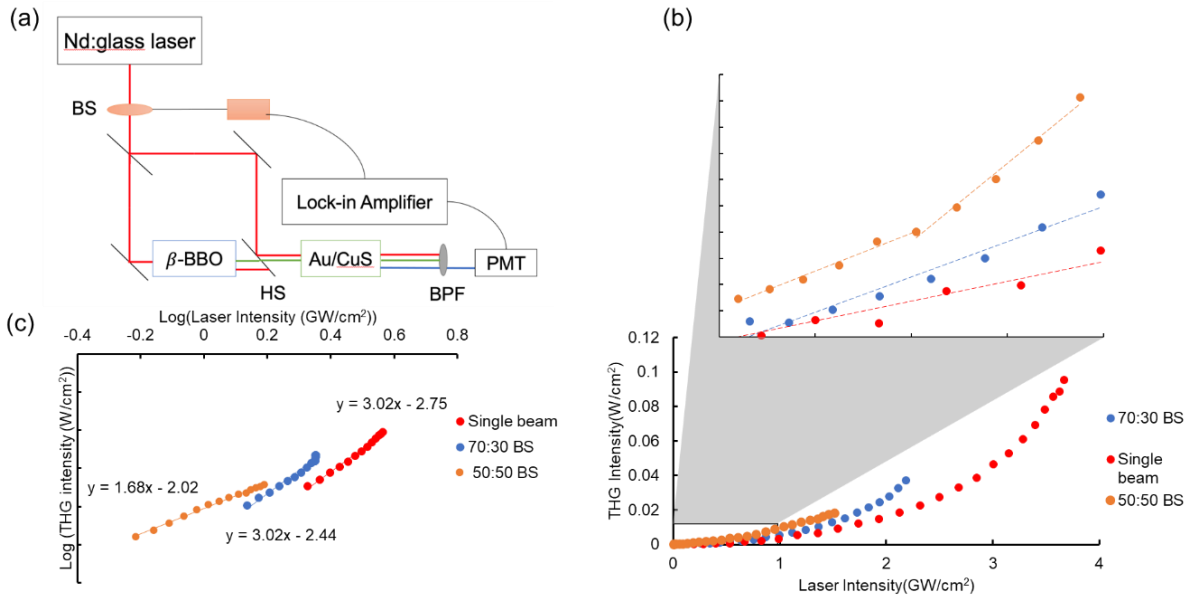 (a)
Nd:glass laser
BS
Lock-in Amplifier
β-BBO
Au/CuS
PMT
HS
BPF
(b)
0.12
0.1
0.08
0.06
0.04
0.02
0
THG Intensity(W/cm²)
0
1
2
3
4
Laser Intensity(GW/cm²)
70:30 BS
Single
beam
50:50 BS
(c)
Log(Laser Intensity (GW/cm²))
-0.4
-0.2
0
0.2
0.4
0.6
0.8
Log (THG intensity (W/cm²))
y = 3.02x - 2.75
y = 1.68x - 2.02
y = 3.02x - 2.44
Single beam
70:30 BS
50:50 BS